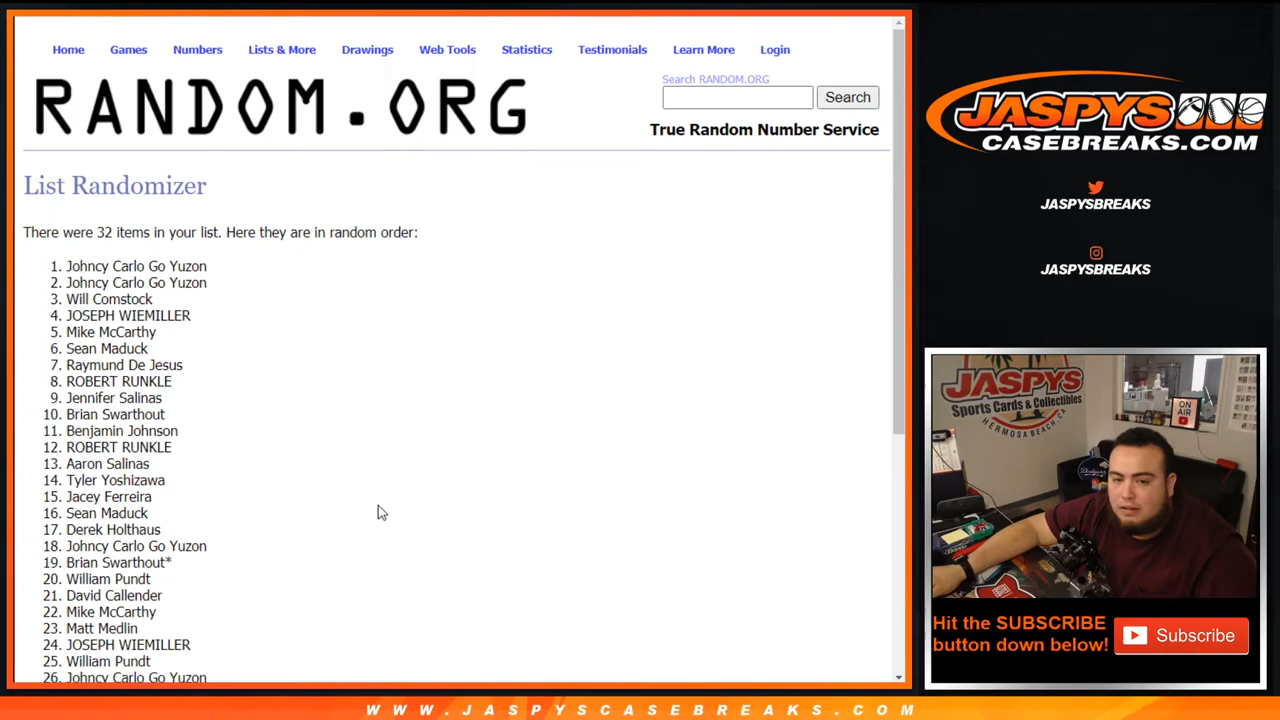 Home Games Numbers Lists & More Drawings Web Tools Statistics Testimonials Learn More Login
RANDOM.ORG
Search RANDOM.ORG
Search
True Random Number Service
List Randomizer
There were 32 items in your list. Here they are in random order:
1. Johncy Carlo Go Yuzon
2. Johncy Carlo Go Yuzon
3. Will Comstock
4. JOSEPH WIEMILLER
5. Mike McCarthy
6. Sean Maduck
7. Raymund De Jesus
8. ROBERT RUNKLE
9. Jennifer Salinas
10. Brian Swarthout
11. Benjamin Johnson
12. ROBERT RUNKLE
13. Aaron Salinas
14. Tyler Yoshizawa
15. Jacey Ferreira
16. Sean Maduck
17. Derek Holthaus
18. Johncy Carlo Go Yuzon
19. Brian Swarthout*
20. William Pundt
21. David Callender
22. Mike McCarthy
23. Matt Medlin
24. JOSEPH WIEMILLER
25. William Pundt
26. Johncy Carlo Go Yuzon
JASPYS
CASEBREAKS.COM
JASPYSBREAKS
JASPYSBREAKS
JASPYS
Sports Cards & Collectibles
HERMOSA BEACH, CA
ON AIR
Dodgers
Hit the SUBSCRIBE
button down below!
Subscribe
WWW.JASPYSCASEBREAKS.COM